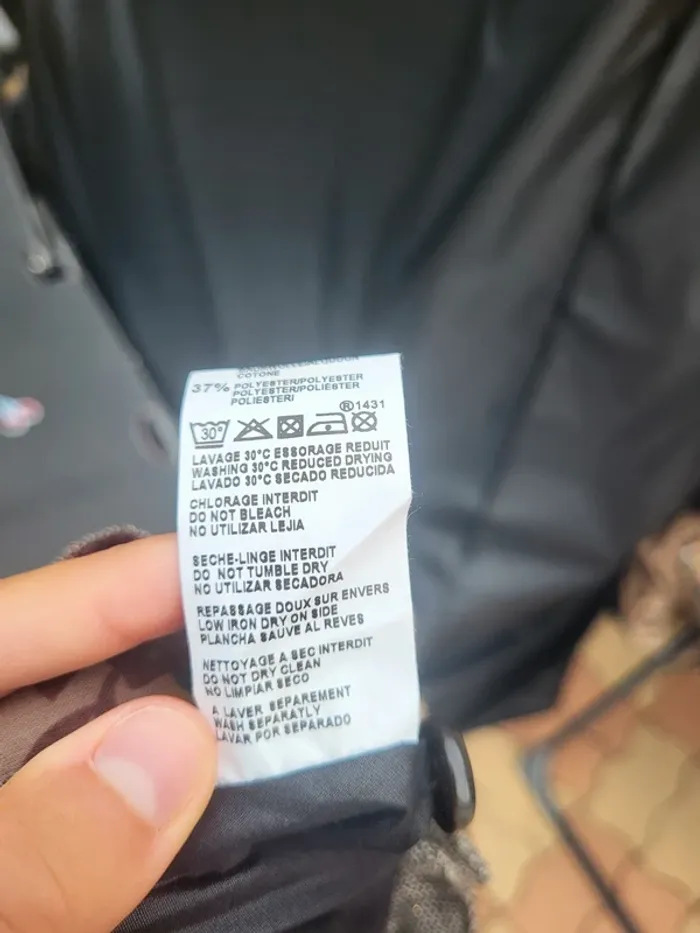 COTONE
37% POLYESTER/POLYESTER
POLYESTER/POLIESTER
POLIESTERI
®1431
30°
LAVAGE 30°C ESSORAGE REDUIT
WASHING 30°C REDUCED DRYING
LAVADO 30°C SECADO REDUCIDA
CHLORAGE INTERDIT
DO NOT BLEACH
NO UTILIZAR LEJIA
SECHE-LINGE INTERDIT
DO NOT TUMBLE DRY
NO UTILIZAR SECADORA
REPASSAGE DOUX SUR ENVERS
LOW IRON DRY ON SIDE
PLANCHA SAUVE AL REVES
NETTOYAGE A SEC INTERDIT
DO NOT DRY CLEAN
NO LIMPIAR SECO
A LAVER SEPAREMENT
WASH SEPARATLY
LAVAR POR SEPARADO